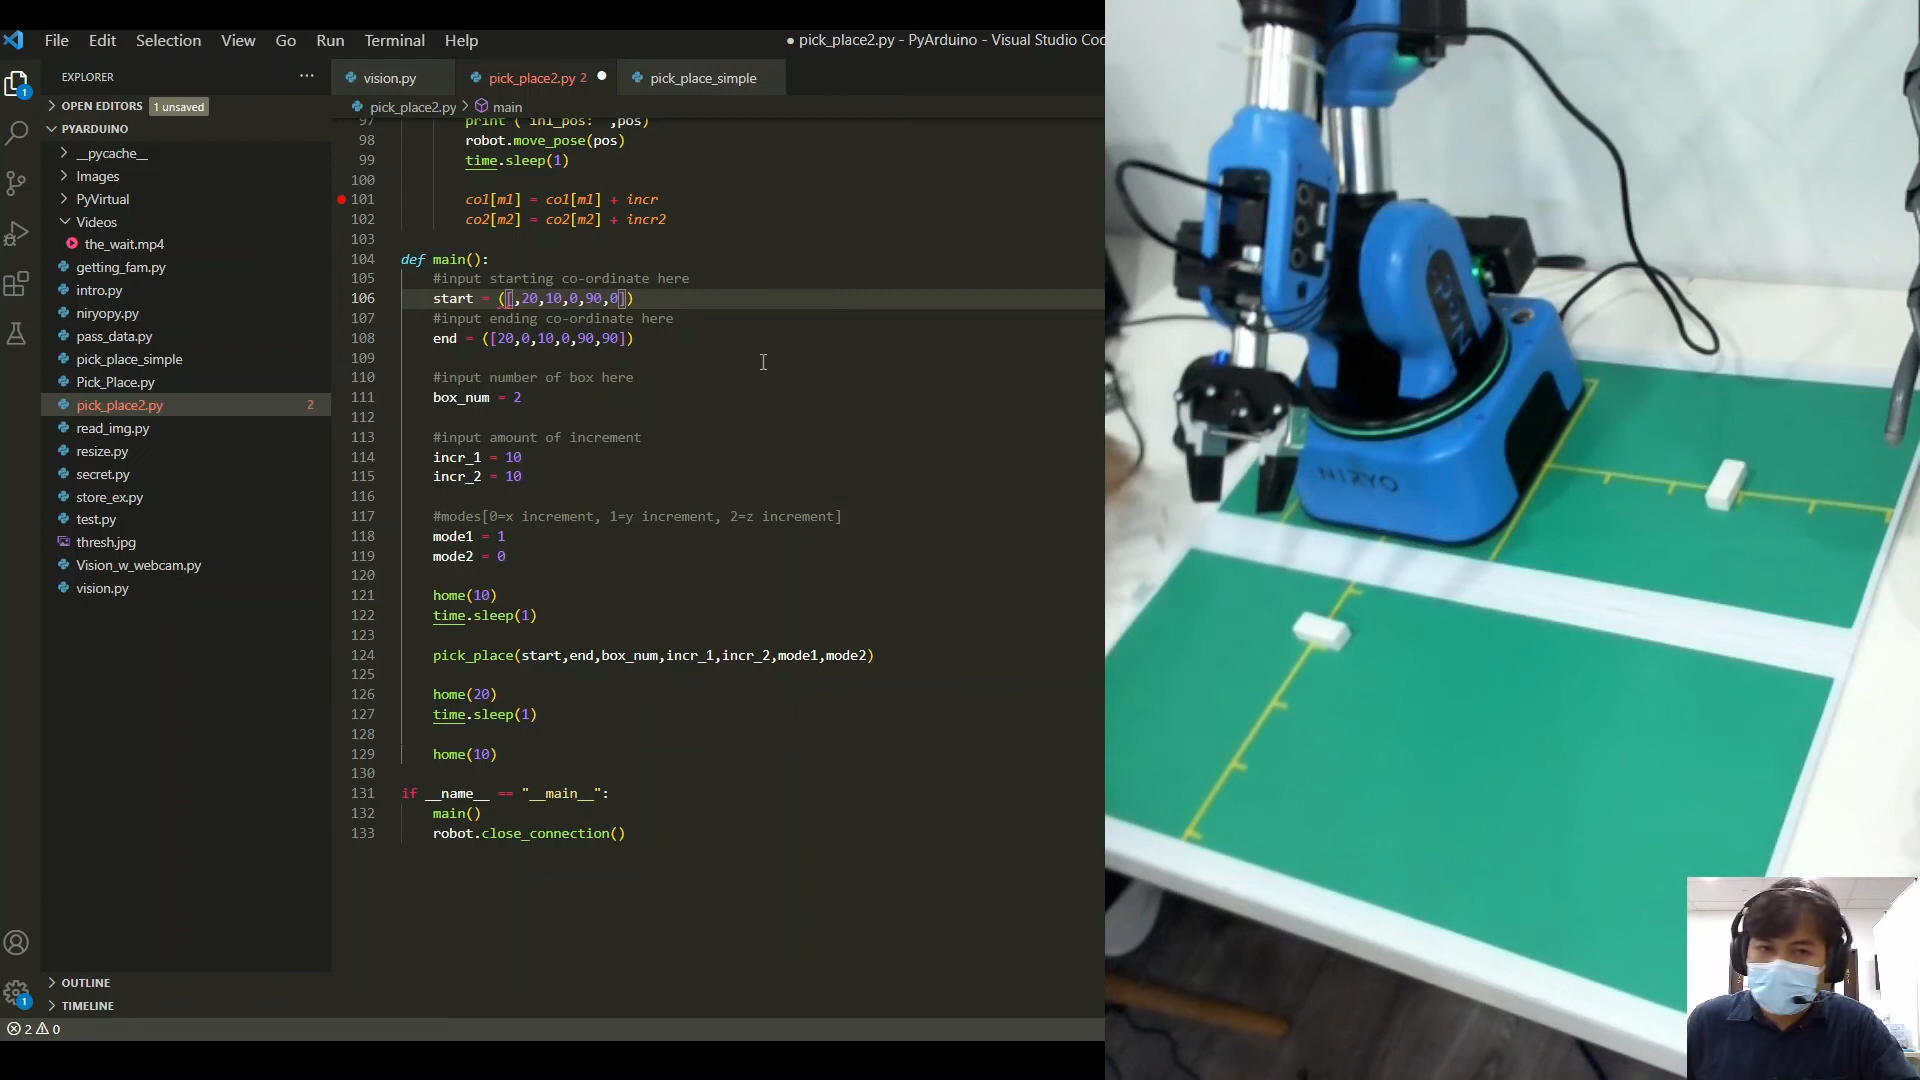 File Edit Selection View Go Run Terminal Help
● pick_place2.py - PyArduino - Visual Studio Cod
EXPLORER ...
OPEN EDITORS 1 unsaved
PYARDUINO
__pycache__
Images
PyVirtual
Videos
the_wait.mp4
getting_fam.py
intro.py
niryopy.py
pass_data.py
pick_place_simple
Pick_Place.py
pick_place2.py 2
read_img.py
resize.py
secret.py
store_ex.py
test.py
thresh.jpg
Vision_w_webcam.py
vision.py
OUTLINE
TIMELINE
1
1
2 0
vision.py pick_place2.py 2 pick_place_simple
pick_place2.py > main
97 print ( ini_pos: ,pos)
98 robot.move_pose(pos)
99 time.sleep(1)
100
101 co1[m1] = co1[m1] + incr
102 co2[m2] = co2[m2] + incr2
103
104 def main():
105 #input starting co-ordinate here
106 start = ([,20,10,0,90,0])
107 #input ending co-ordinate here
108 end = ([20,0,10,0,90,90])
109
110 #input number of box here
111 box_num = 2
112
113 #input amount of increment
114 incr_1 = 10
115 incr_2 = 10
116
117 #modes[0=x increment, 1=y increment, 2=z increment]
118 mode1 = 1
119 mode2 = 0
120
121 home(10)
122 time.sleep(1)
123
124 pick_place(start,end,box_num,incr_1,incr_2,mode1,mode2)
125
126 home(20)
127 time.sleep(1)
128
129 home(10)
130
131 if __name__ == "__main__":
132 main()
133 robot.close_connection()
NIRYO